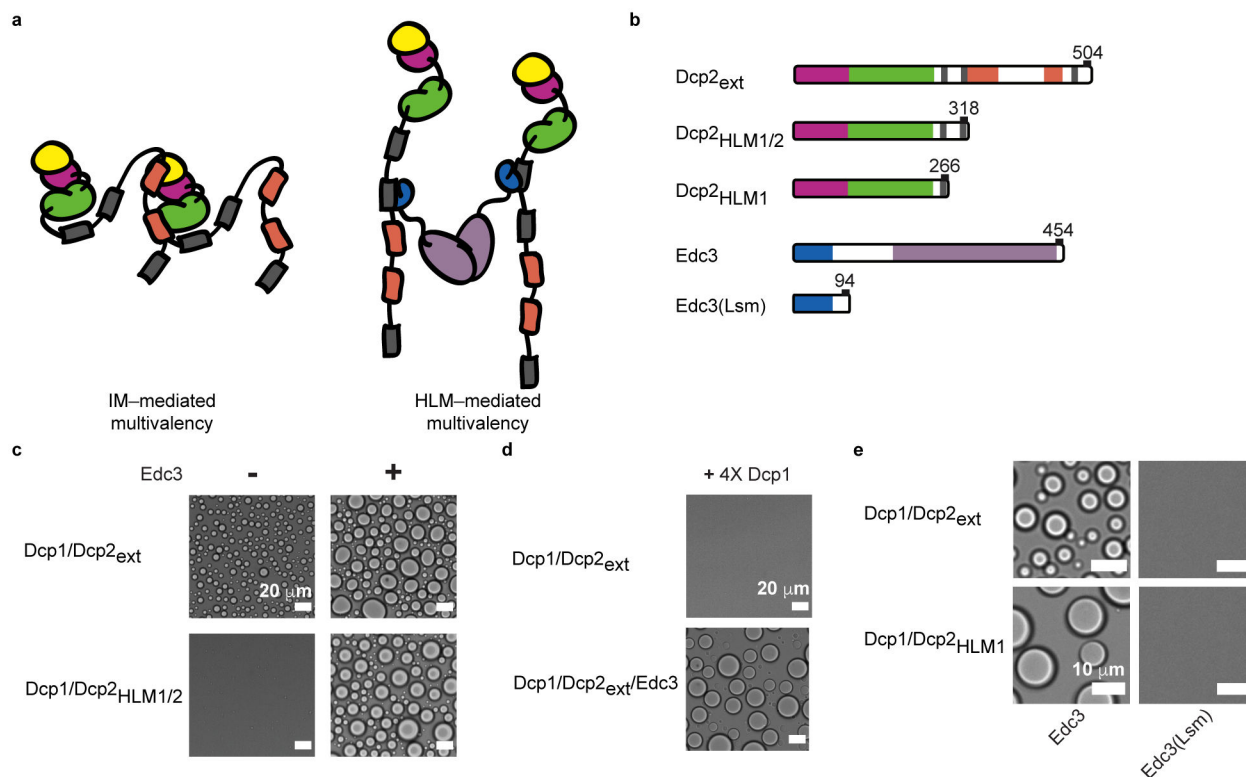 a
IM–mediated
multivalency
HLM–mediated
multivalency
b
504
Dcp2ext
318
Dcp2HLM1/2
266
Dcp2HLM1
454
Edc3
94
Edc3(Lsm)
c
Edc3 - +
Dcp1/Dcp2ext
20 μm
Dcp1/Dcp2HLM1/2
d
+ 4X Dcp1
Dcp1/Dcp2ext
20 μm
Dcp1/Dcp2ext/Edc3
e
Dcp1/Dcp2ext
Dcp1/Dcp2HLM1
10 μm
Edc3
Edc3(Lsm)